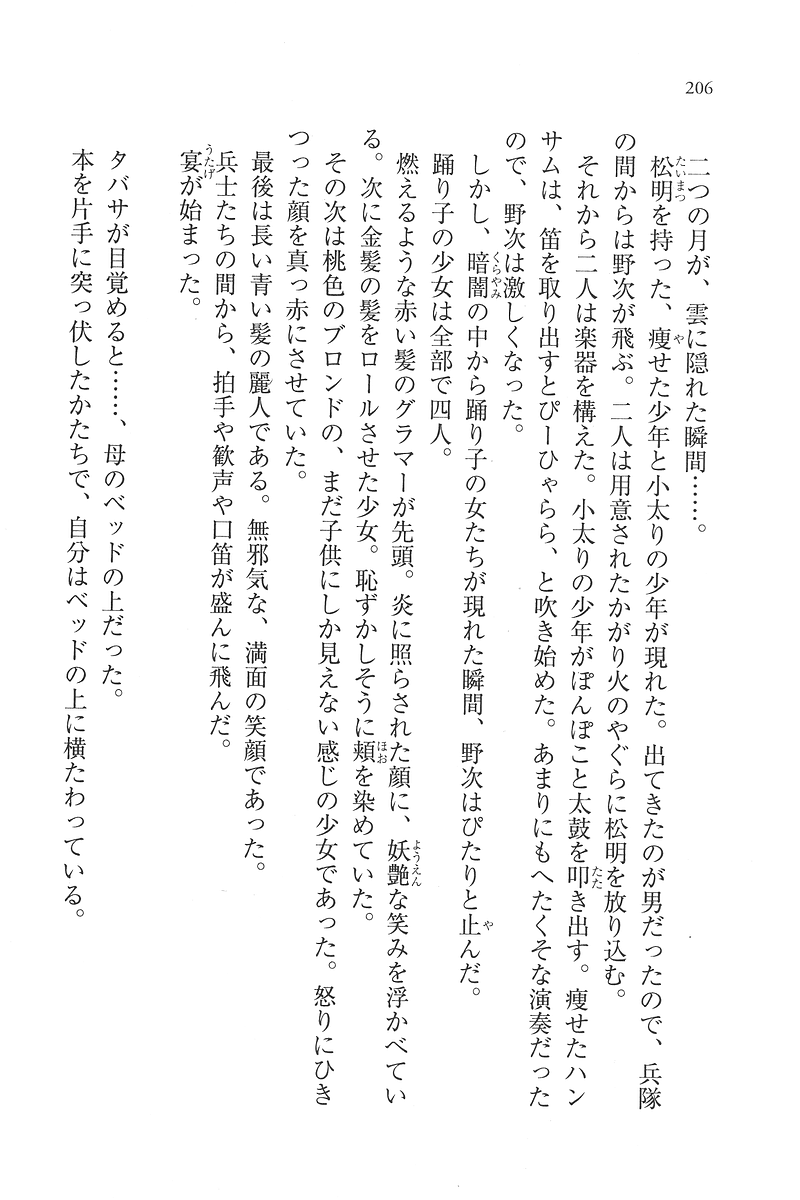 206
二つの月が、雲に隠れた瞬間……。
松明を持った、痩せた少年と小太りの少年が現れた。出てきたのが男だったので、兵隊
の間からは野次が飛ぶ。二人は用意されたかがり火のやぐらに松明を放り込む。
それから二人は楽器を構えた。小太りの少年がぽんぽこと太鼓を叩き出す。痩せたハン
サムは、笛を取り出すとぴーひゃらら、と吹き始めた。あまりにもへたくそな演奏だった
ので、野次は激しくなった。
しかし、暗闇の中から踊り子の女たちが現れた瞬間、野次はぴたりと止んだ。
踊り子の少女は全部で四人。
燃えるような赤い髪のグラマーが先頭。炎に照らされた顔に、妖艶な笑みを浮かべてい
る。次に金髪の髪をロールさせた少女。恥ずかしそうに頬を染めていた。
その次は桃色のブロンドの、まだ子供にしか見えない感じの少女であった。怒りにひき
つった顔を真っ赤にさせていた。
最後は長い青い髪の麗人である。無邪気な、満面の笑顔であった。
兵士たちの間から、拍手や歓声や口笛が盛んに飛んだ。
宴が始まった。
タバサが目覚めると……、母のベッドの上だった。
本を片手に突っ伏したかたちで、自分はベッドの上に横たわっている。